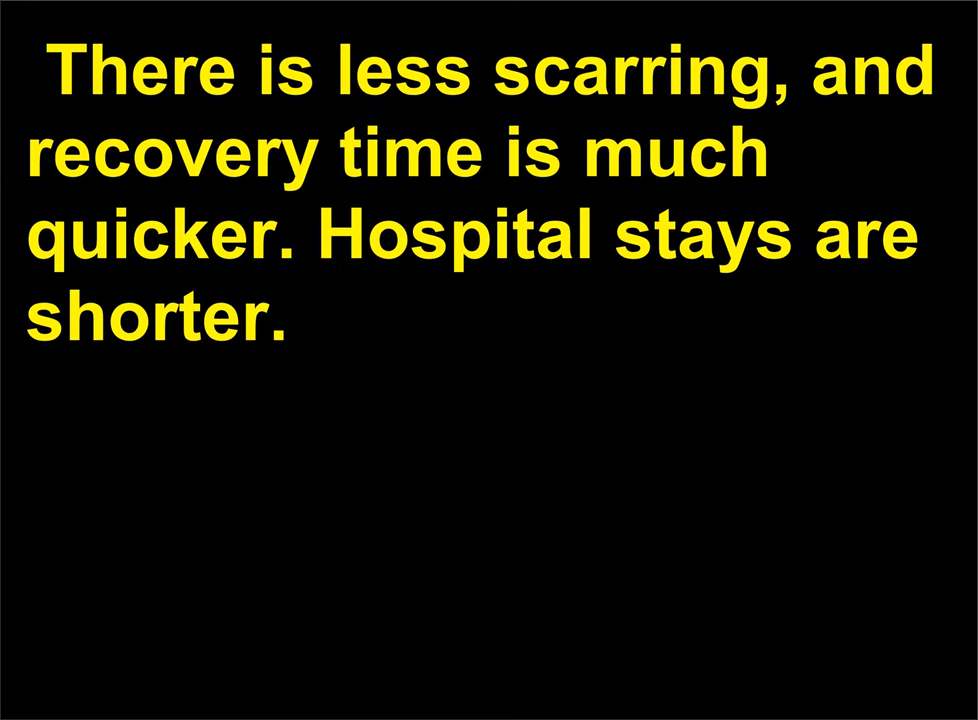 There is less scarring, and
recovery time is much
quicker. Hospital stays are
shorter.